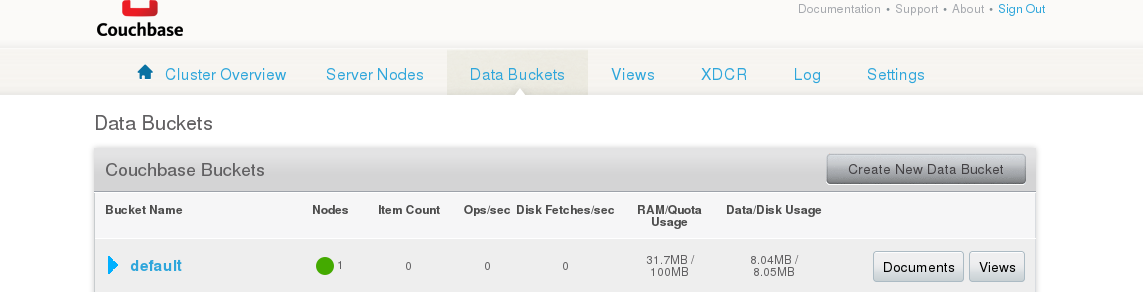 Documentation • Support • About • Sign Out
Couchbase
Cluster Overview Server Nodes Data Buckets Views XDCR Log Settings
Data Buckets
Couchbase Buckets Create New Data Bucket
Bucket Name Nodes Item Count Ops/sec Disk Fetches/sec RAM/Quota Usage Data/Disk Usage
default 1 0 0 0 31.7MB / 100MB 8.04MB / 8.05MB Documents Views